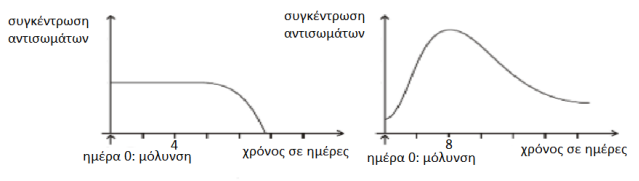 συγκέντρωση
αντισωμάτων
4
ημέρα 0: μόλυνση
χρόνος σε ημέρες
συγκέντρωση
αντισωμάτων
8
ημέρα 0: μόλυνση
χρόνος σε ημέρες